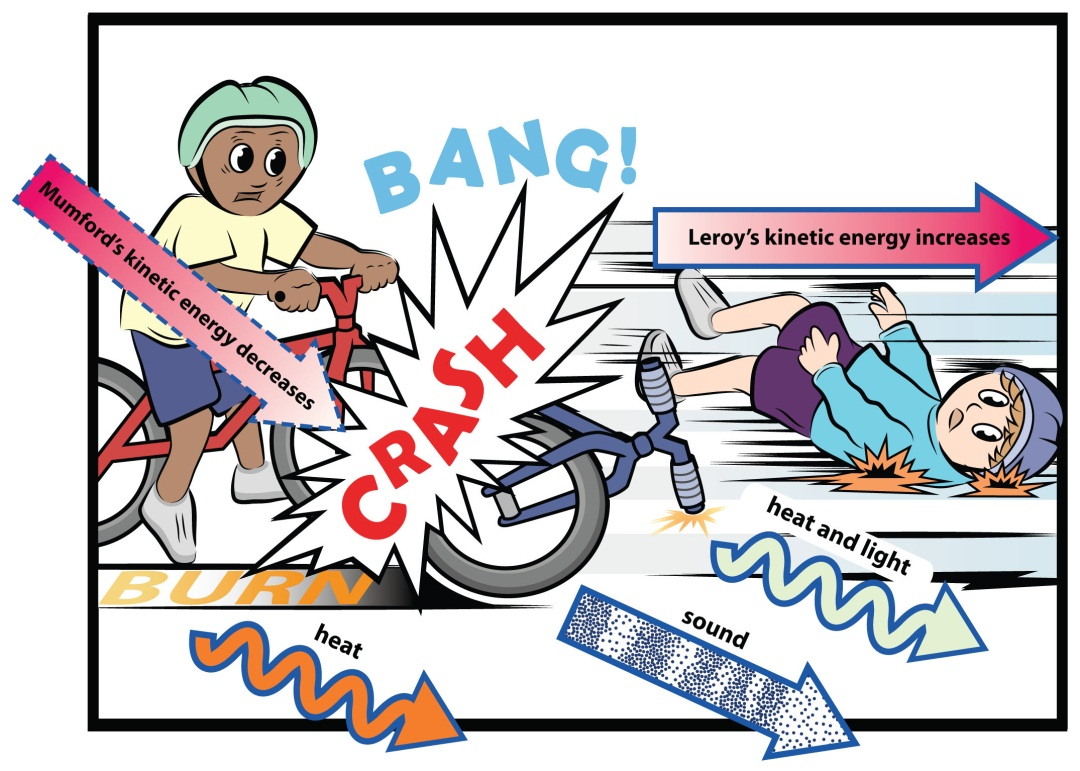 BANG!
Mumford's kinetic energy decreases
Leroy's kinetic energy increases
CRASH
heat and light
BURN
heat
sound